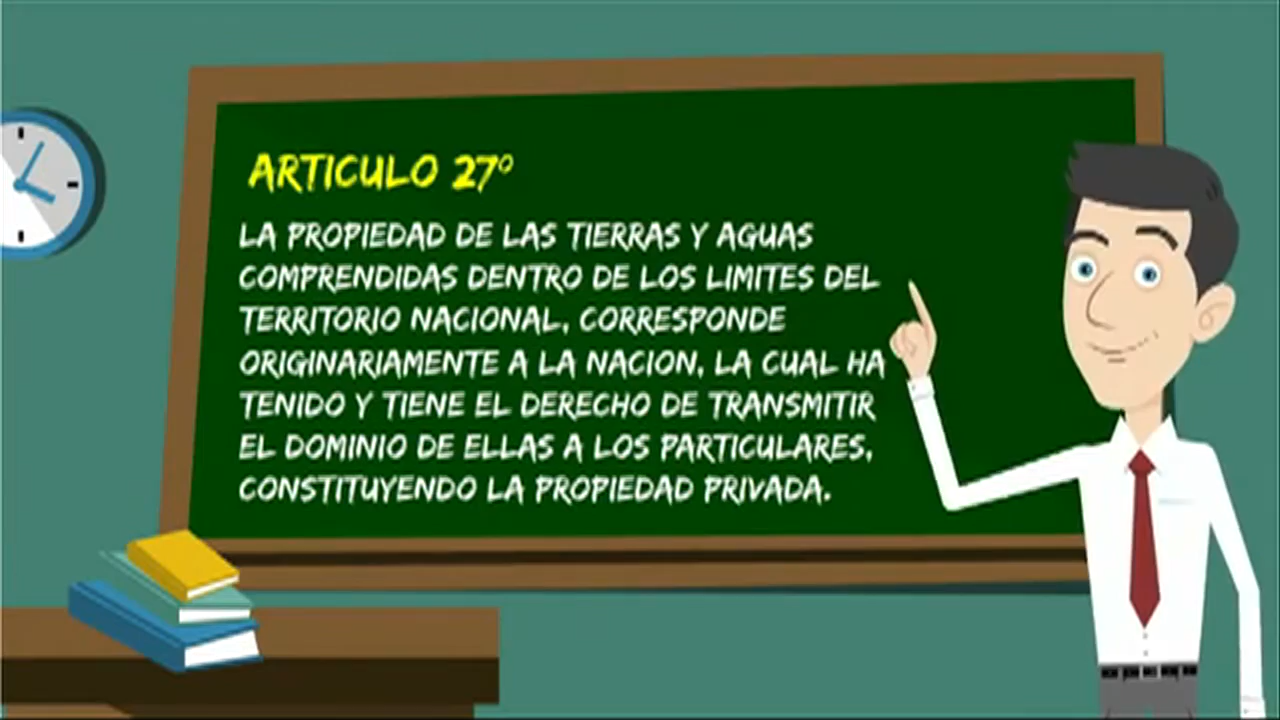 ARTICULO 27º
LA PROPIEDAD DE LAS TIERRAS Y AGUAS
COMPRENDIDAS DENTRO DE LOS LIMITES DEL
TERRITORIO NACIONAL, CORRESPONDE
ORIGINARIAMENTE A LA NACION, LA CUAL HA
TENIDO Y TIENE EL DERECHO DE TRANSMITIR
EL DOMINIO DE ELLAS A LOS PARTICULARES,
CONSTITUYENDO LA PROPIEDAD PRIVADA.